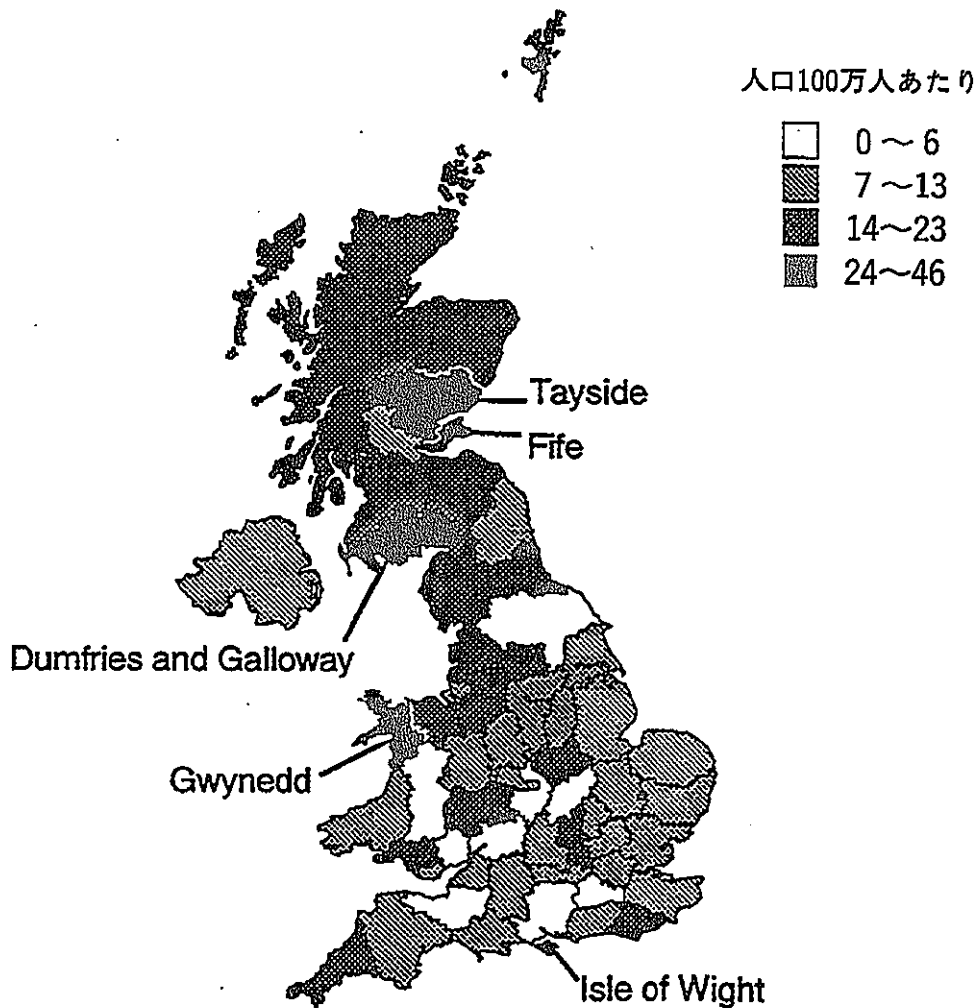 人口100万人あたり
0～6
7～13
14～23
24～46
Tayside
Fife
Dumfries and Galloway
Gwynedd
Isle of Wight